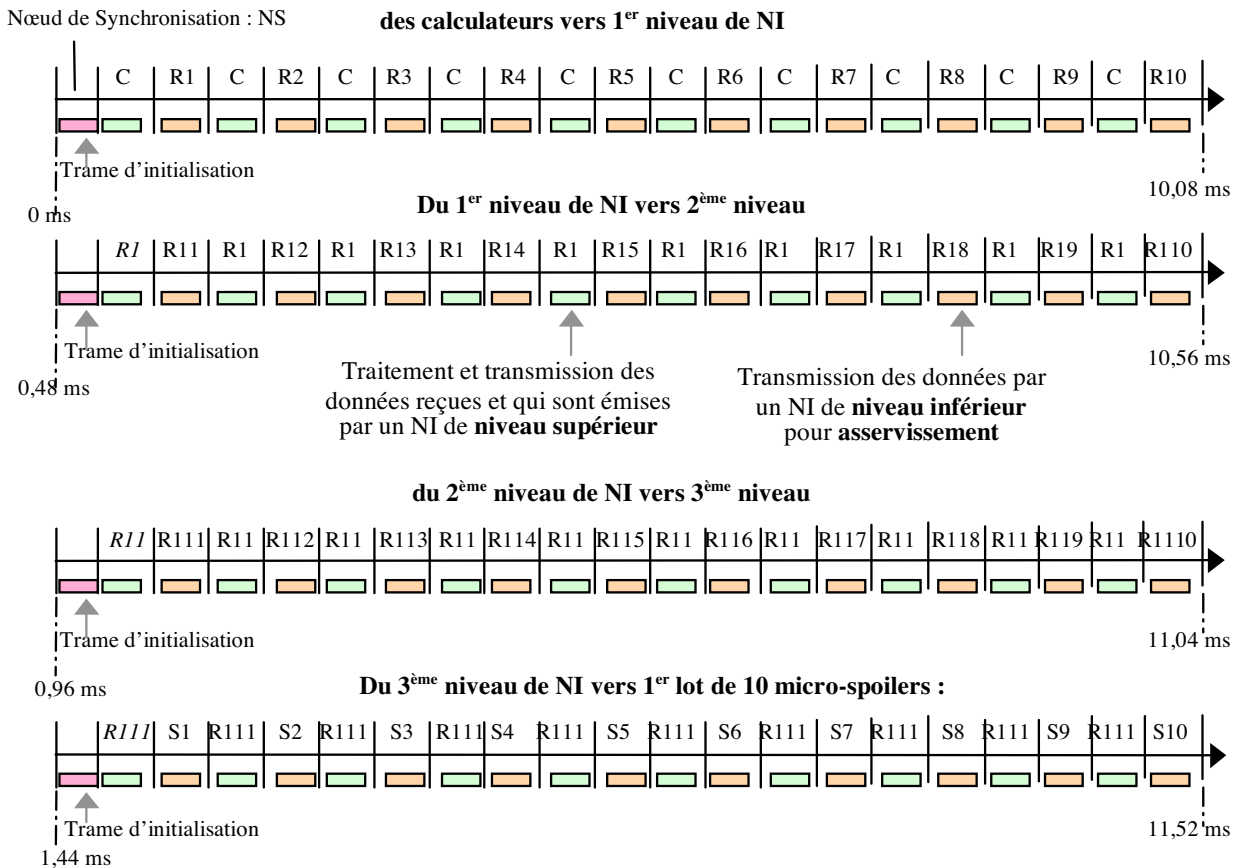 Nœud de Synchronisation : NS
des calculateurs vers 1er niveau de NI
C R1 C R2 C R3 C R4 C R5 C R6 C R7 C R8 C R9 C R10
Trame d’initialisation
0 ms
10,08 ms
Du 1er niveau de NI vers 2ème niveau
R1 R11 R1 R12 R1 R13 R1 R14 R1 R15 R1 R16 R1 R17 R1 R18 R1 R19 R1 R110
Trame d’initialisation
0,48 ms
10,56 ms
Traitement et transmission des
données reçues et qui sont émises
par un NI de niveau supérieur
Transmission des données par
un NI de niveau inférieur
pour asservissement
du 2ème niveau de NI vers 3ème niveau
R11 R111 R11 R112 R11 R113 R11 R114 R11 R115 R11 R116 R11 R117 R11 R118 R11 R119 R11 R1110
Trame d’initialisation
0,96 ms
11,04 ms
Du 3ème niveau de NI vers 1er lot de 10 micro-spoilers :
R111 S1 R111 S2 R111 S3 R111 S4 R111 S5 R111 S6 R111 S7 R111 S8 R111 S9 R111 S10
Trame d’initialisation
1,44 ms
11,52 ms